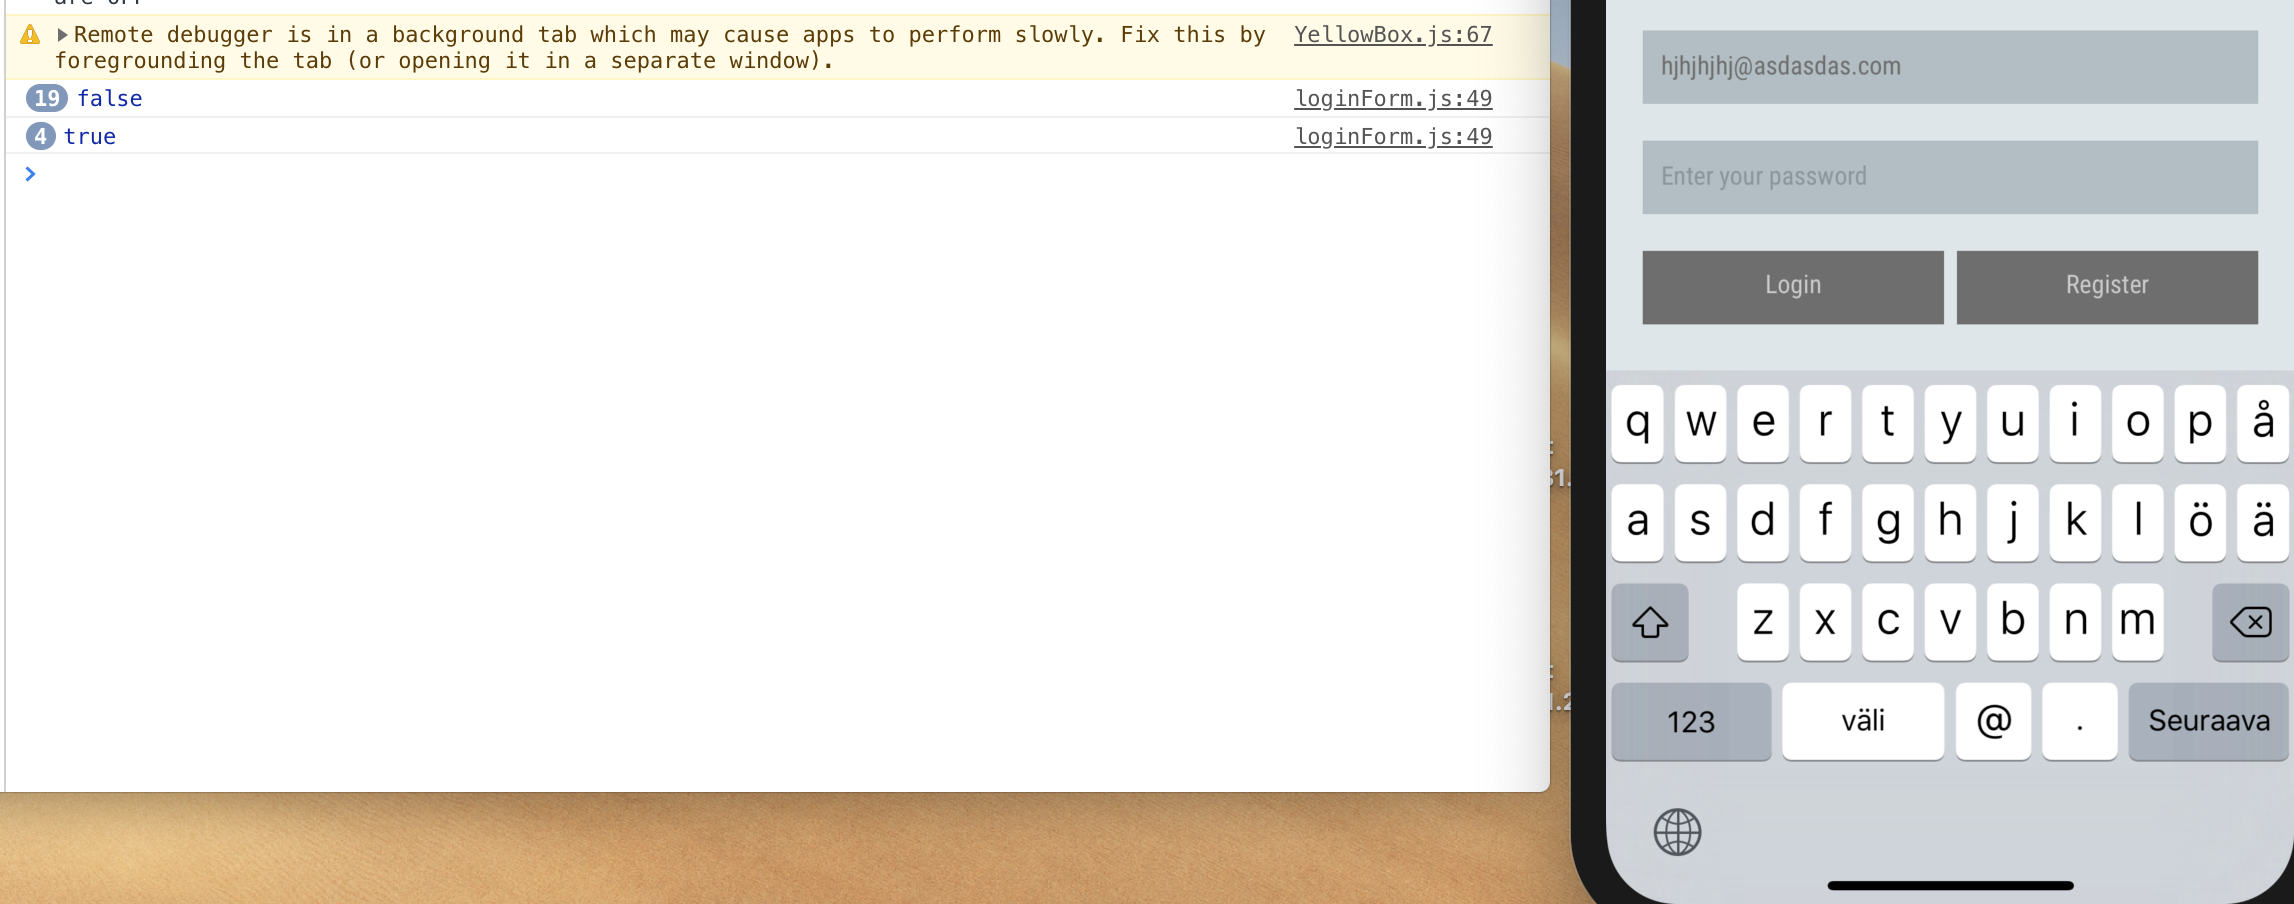 Remote debugger is in a background tab which may cause apps to perform slowly. Fix this by YellowBox.js:67
foregrounding the tab (or opening it in a separate window).
19 false loginForm.js:49
4 true loginForm.js:49
hjhjhjhj@asdasdas.com
Enter your password
Login Register
q w e r t y u i o p å
a s d f g h j k l ö ä
z x c v b n m
123 väli @ . Seuraava